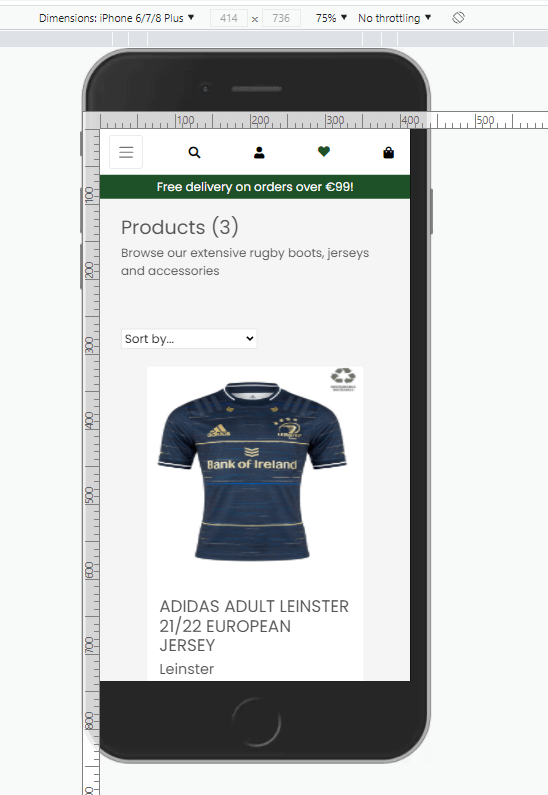 Dimensions: iPhone 6/7/8 Plus ▼ 414 x 736 75% ▼ No throttling ▼
100 200 300 400 500
Free delivery on orders over €99!
Products (3)
Browse our extensive rugby boots, jerseys
and accessories
Sort by...
adidas
LEINSTER
Bank of Ireland
ADIDAS ADULT LEINSTER
21/22 EUROPEAN
JERSEY
Leinster
100
200
300
400
500
600
700
800